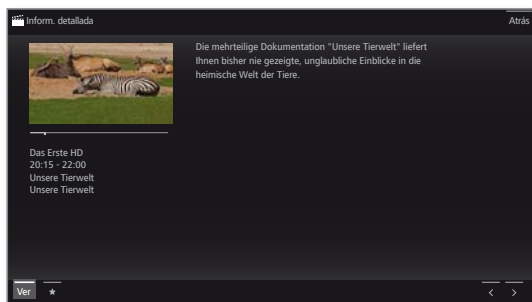 Inform. detallada
Atrás
Die mehrteilige Dokumentation "Unsere Tierwelt" liefert
Ihnen bisher nie gezeigte, unglaubliche Einblicke in die
heimische Welt der Tiere.
Das Erste HD
20:15 - 22:00
Unsere Tierwelt
Unsere Tierwelt
Ver